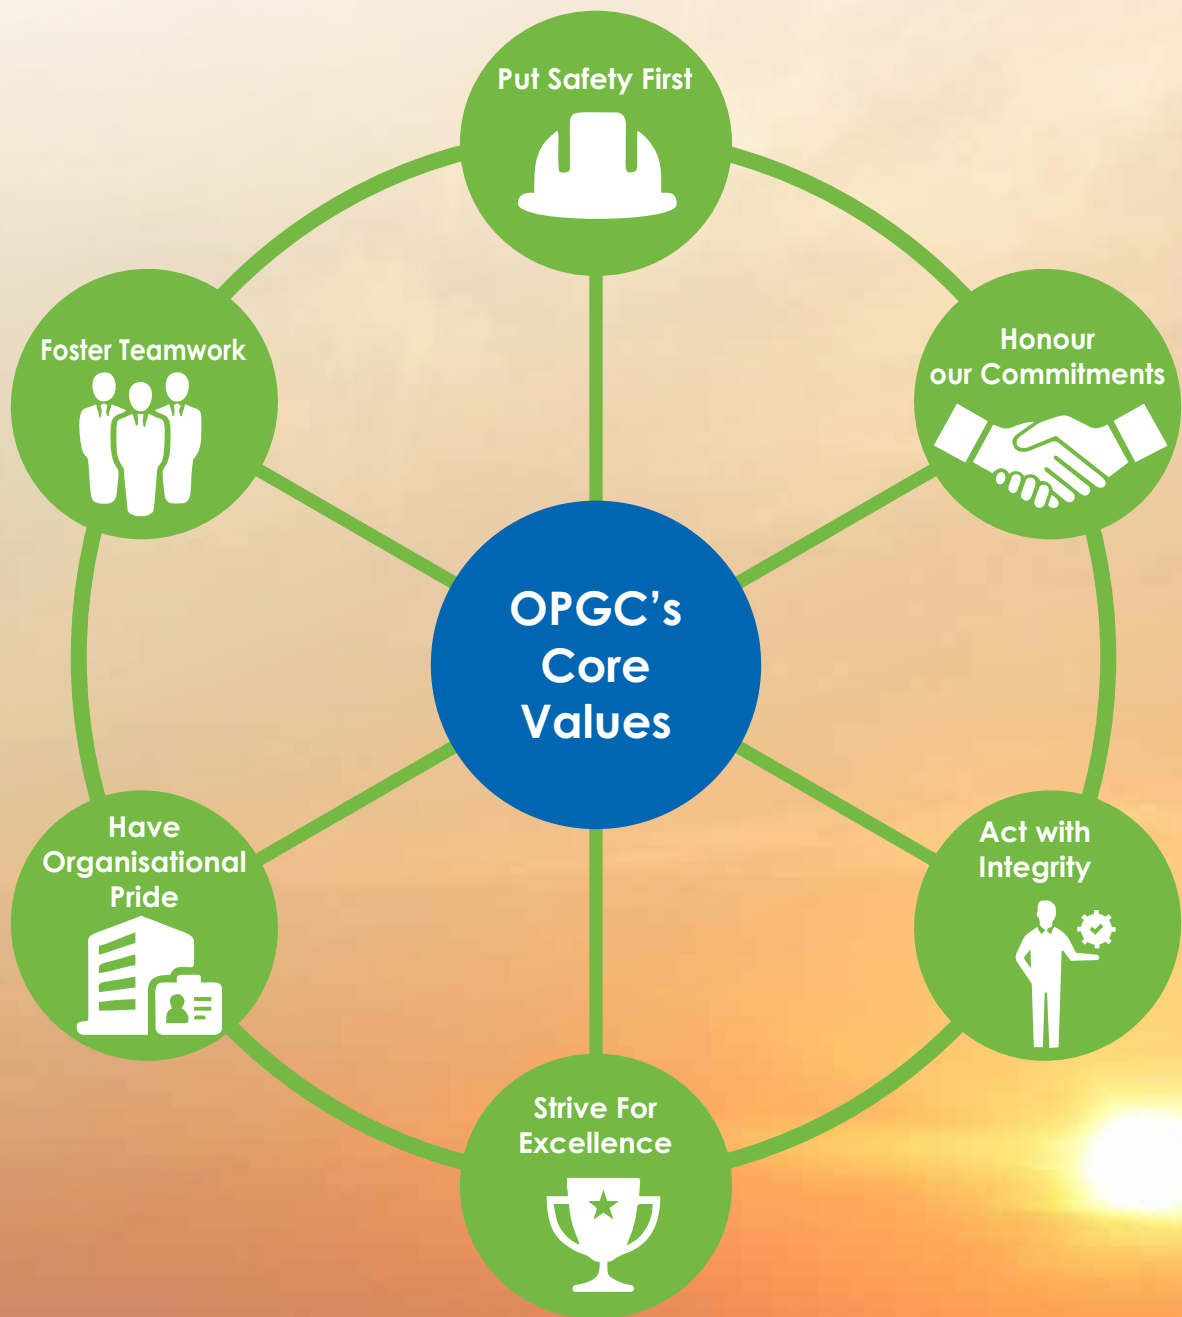 Put Safety First
Honour
our Commitments
Foster Teamwork
OPGC’s
Core
Values
Act with
Integrity
Have
Organisational
Pride
Strive For
Excellence